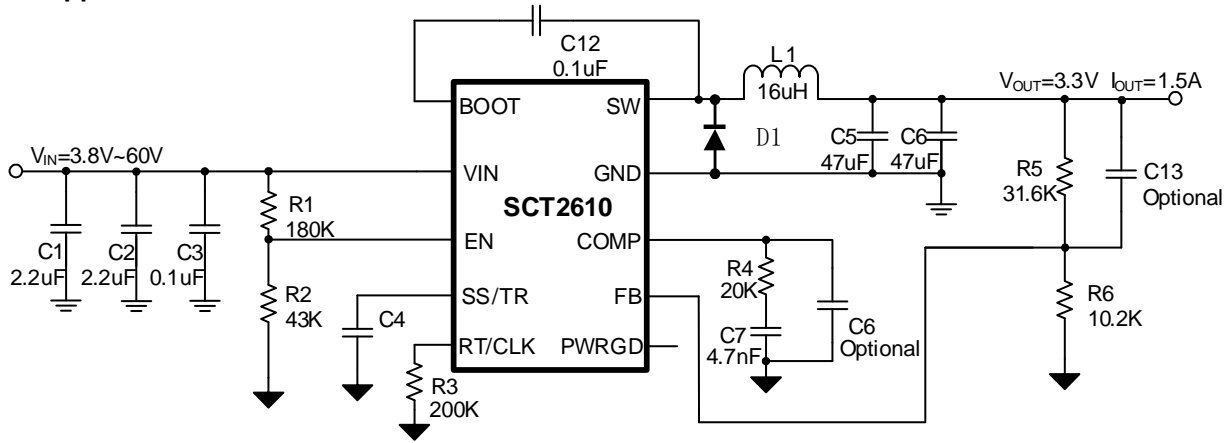 C12
0.1uF
L1
16uH
VOUT=3.3V IOUT=1.5A
BOOT
SW
D1
C5
47uF
C6
47uF
VIN=3.8V~60V
VIN
GND
R5
31.6K
C13
Optional
SCT2610
R1
180K
C1
2.2uF
C2
2.2uF
C3
0.1uF
EN
COMP
R4
20K
R2
43K
SS/TR
FB
R6
10.2K
C4
C7
4.7nF
C6
Optional
RT/CLK
PWRGD
R3
200K